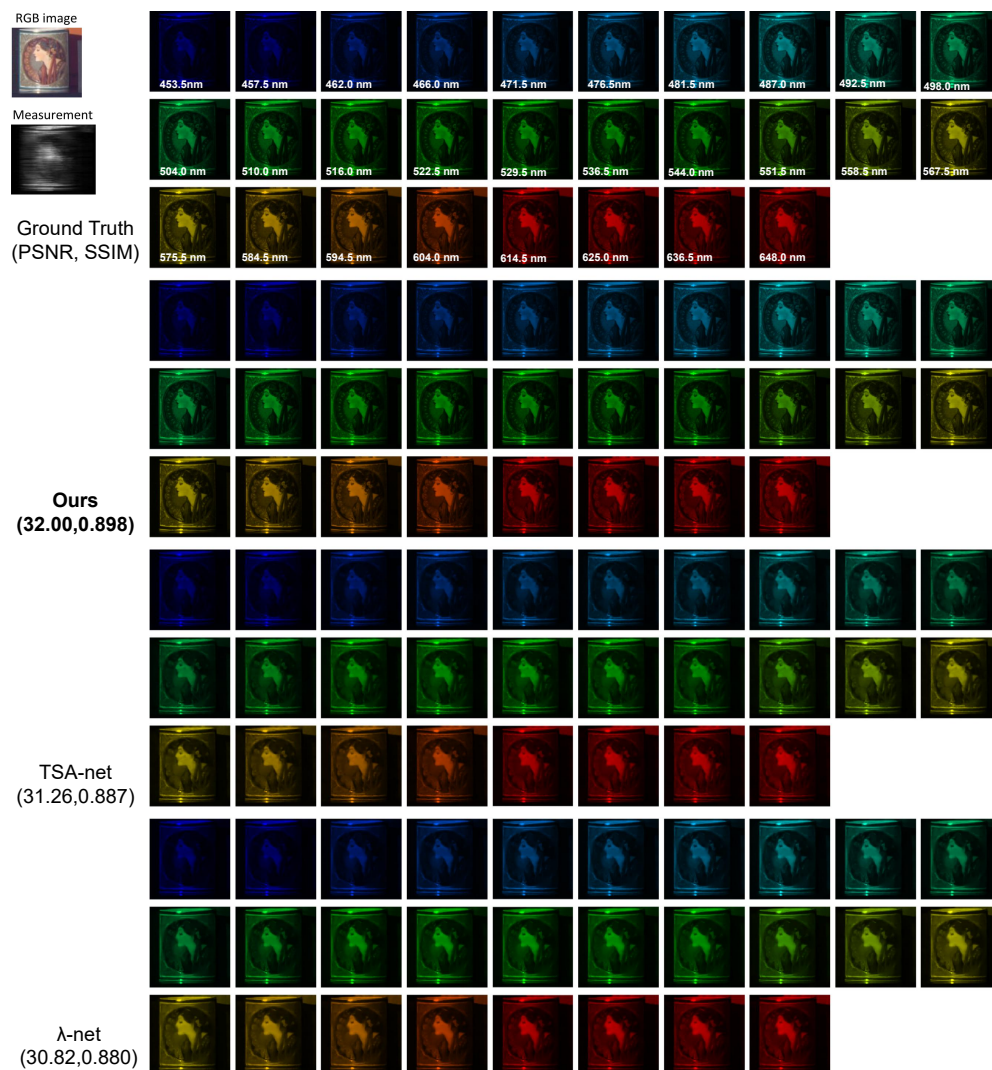 RGB image
453.5nm
457.5 nm
462.0 nm
466.0 nm
471.5 nm
476.5nm
481.5 nm
487.0 nm
492.5 nm
498.0 nm
Measurement
504.0 nm
510.0 nm
516.0 nm
522.5 nm
529.5 nm
536.5 nm
544.0 nm
551.5 nm
558.5 nm
567.5 nm
Ground Truth
(PSNR, SSIM)
575.5 nm
584.5 nm
594.5 nm
604.0 nm
614.5 nm
625.0 nm
636.5 nm
648.0 nm
Ours
(32.00,0.898)
TSA-net
(31.26,0.887)
λ-net
(30.82,0.880)